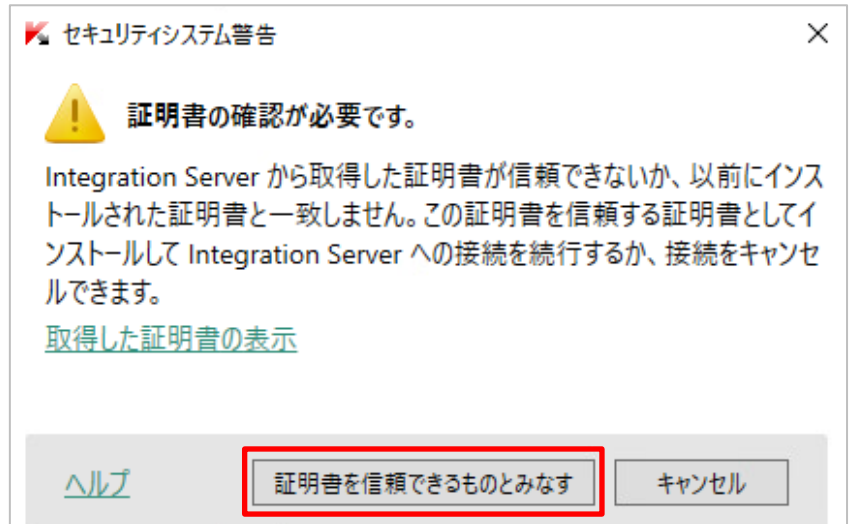 セキュリティシステム警告
証明書の確認が必要です。
Integration Server から取得した証明書が信頼できないか、以前にインス
トールされた証明書と一致しません。この証明書を信頼する証明書としてイ
ンストールして Integration Server への接続を続行するか、接続をキャンセ
ルできます。
取得した証明書の表示
ヘルプ 証明書を信頼できるものとみなす キャンセル